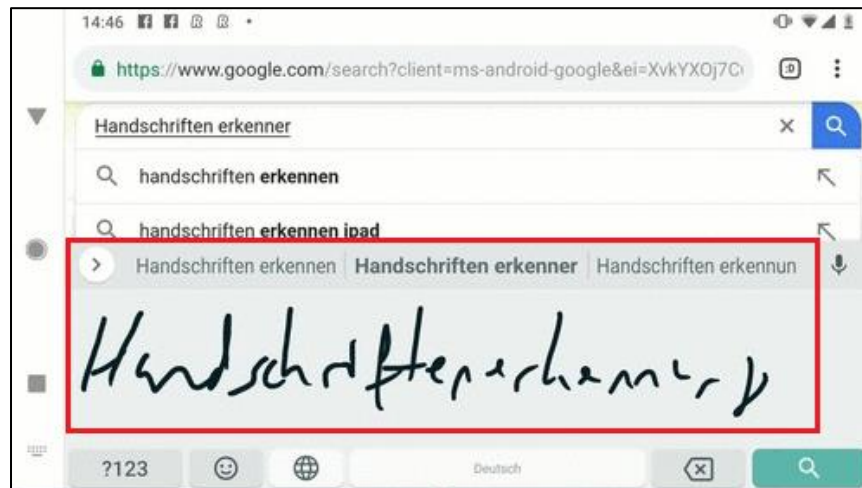 14:46
https://www.google.com/search?client=ms-android-google&ei=XvkYXOj7C
:D
Handschriften erkenner
handschriften erkennen
handschriften erkennen ipad
Handschriften erkennen Handschriften erkenner Handschriften erkennun
Handschriften
?123 Deutsch